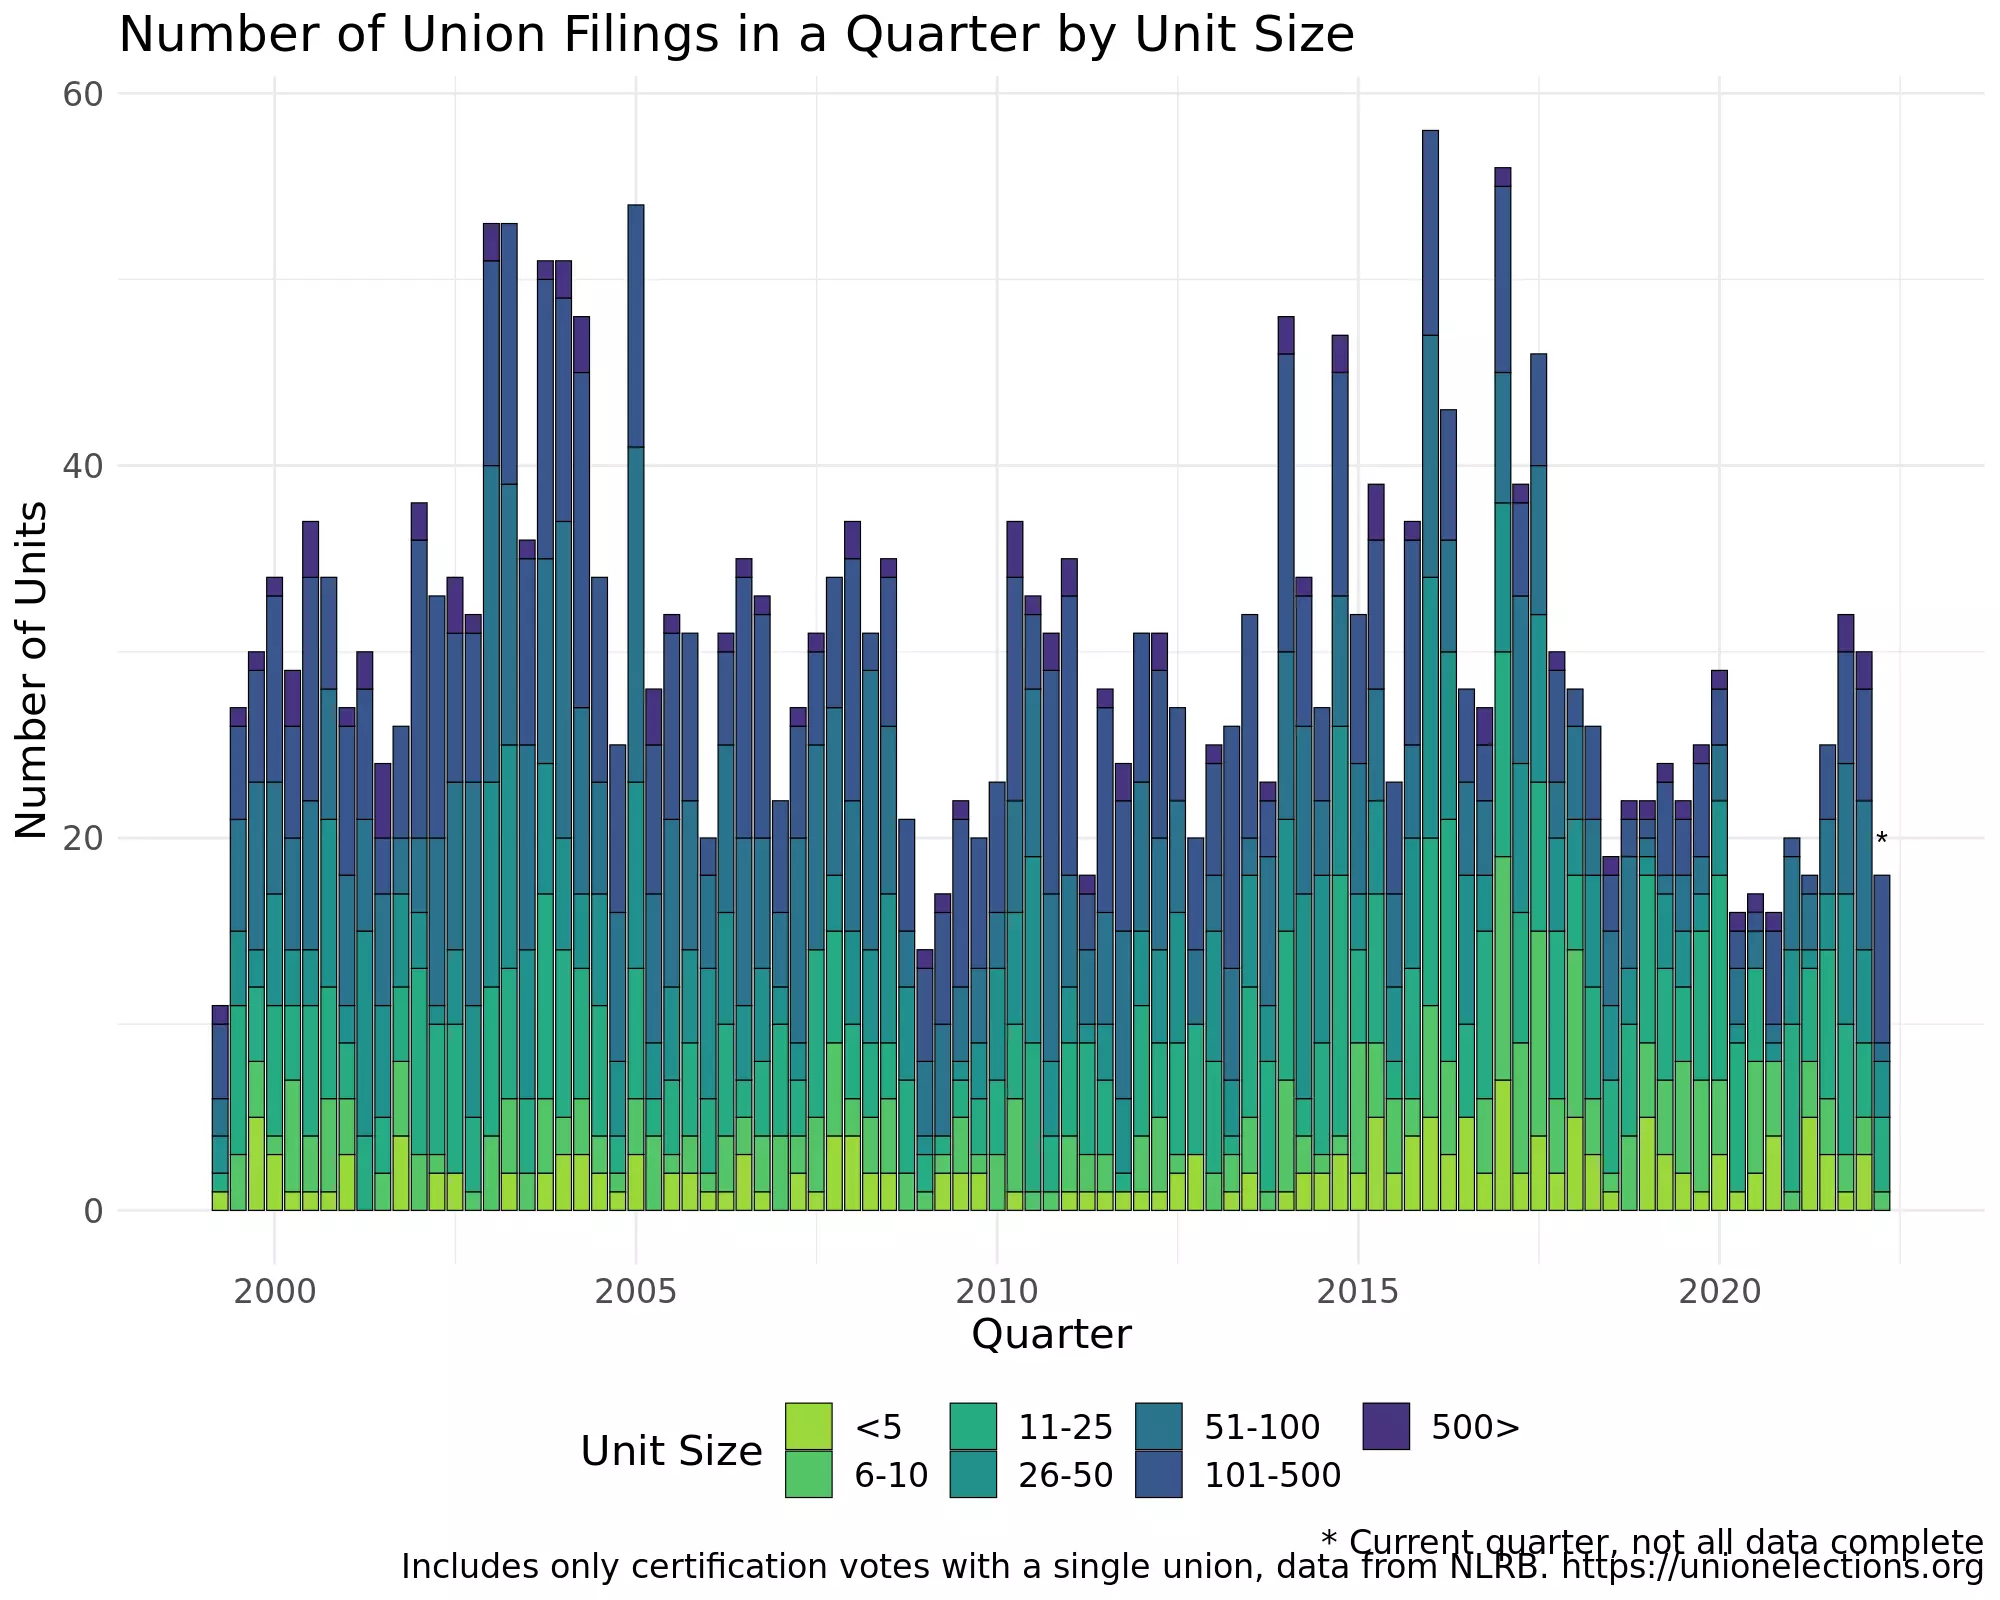 Number of Union Filings in a Quarter by Unit Size
60
40
20
0
Number of Units
*
2000 2005 2010 2015 2020
Quarter
Unit Size
<5 11-25 51-100 500>
6-10 26-50 101-500
* Current quarter, not all data complete
Includes only certification votes with a single union, data from NLRB. https://unionelections.org